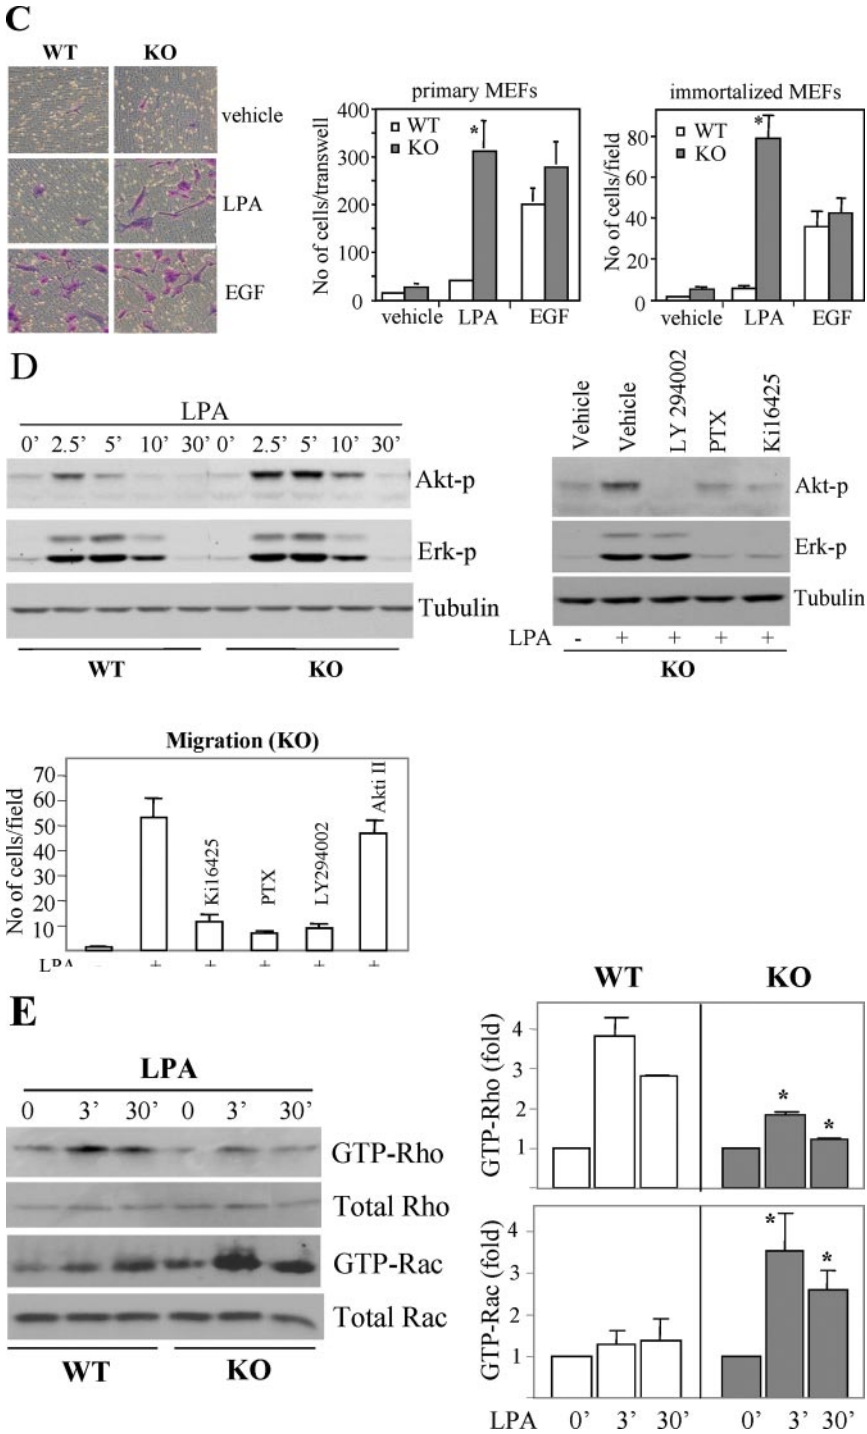 C
WT KO
vehicle
LPA
EGF
primary MEFs
No of cells/transwell
400
300
200
100
0
WT
KO
*
vehicle LPA EGF
immortalized MEFs
No of cells/field
80
60
40
20
0
WT
KO
*
vehicle LPA EGF
D
LPA
0’ 2.5’ 5’ 10’ 30’ 0’ 2.5’ 5’ 10’ 30’
Akt-p
Erk-p
Tubulin
WT KO
Vehicle
Vehicle
LY 294002
PTX
Ki16425
Akt-p
Erk-p
Tubulin
LPA - + + + +
KO
Migration (KO)
No of cells/field
70
60
50
40
30
20
10
Ki16425
PTX
LY294002
Akti II
LPA - + + + + +
E
LPA
0 3’ 30’ 0 3’ 30’
GTP-Rho
Total Rho
GTP-Rac
Total Rac
WT KO
WT KO
GTP-Rho (fold)
4
3
2
1
* *
GTP-Rac (fold)
4
3
2
1
* *
LPA 0’ 3’ 30’ 0’ 3’ 30’